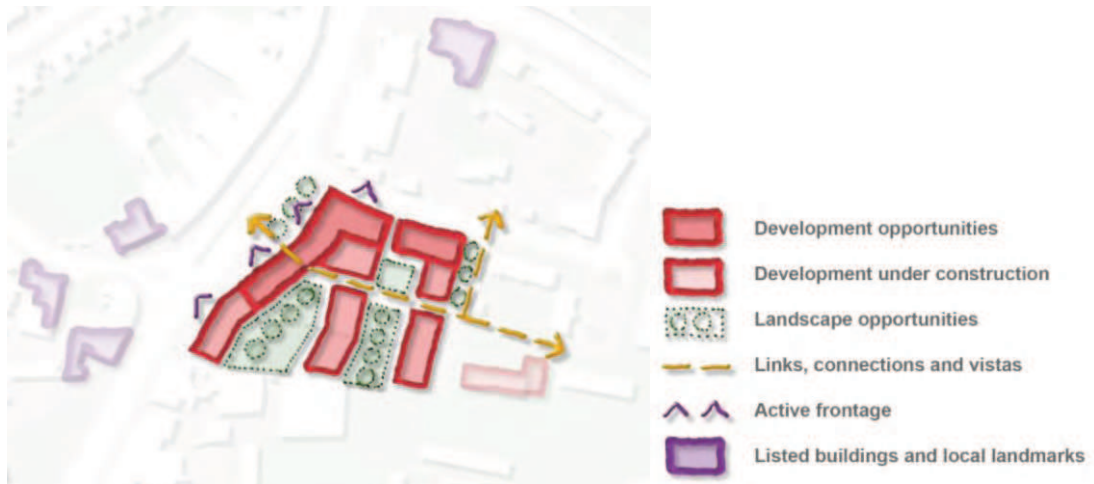 Development opportunities
Development under construction
Landscape opportunities
Links, connections and vistas
Active frontage
Listed buildings and local landmarks